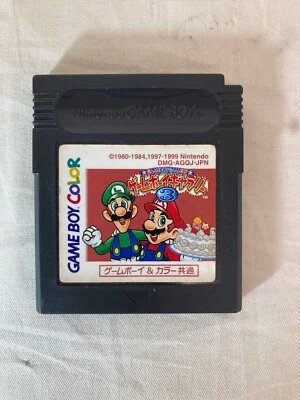 Nintendo GAME BOY™
©1980-1984,1997-1999 Nintendo
DMG-AGQJ-JPN
GAME BOY COLOR
ゲームボーイギャラリー
3
ゲームボーイ&カラー共通